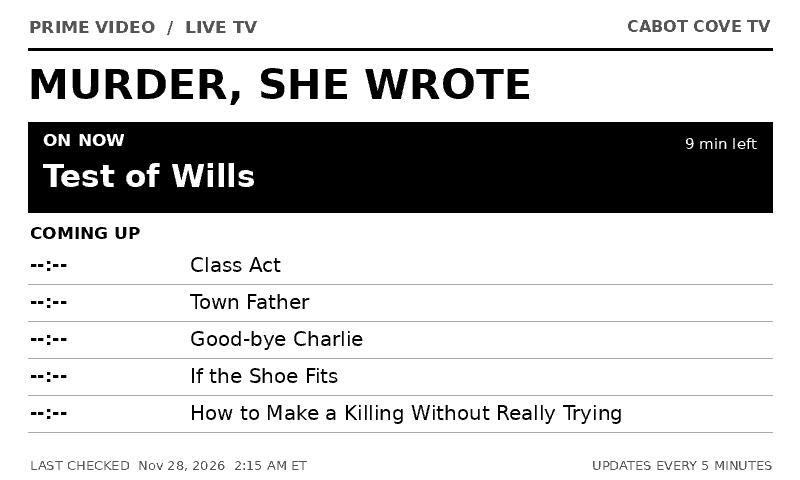 PRIME VIDEO / LIVE TV CABOT COVE TV
MURDER, SHE WROTE
ON NOW 9 min left
Test of Wills
COMING UP
--:-- Class Act
--:-- Town Father
--:-- Good-bye Charlie
--:-- If the Shoe Fits
--:-- How to Make a Killing Without Really Trying
LAST CHECKED Nov 28, 2026 2:15 AM ET UPDATES EVERY 5 MINUTES